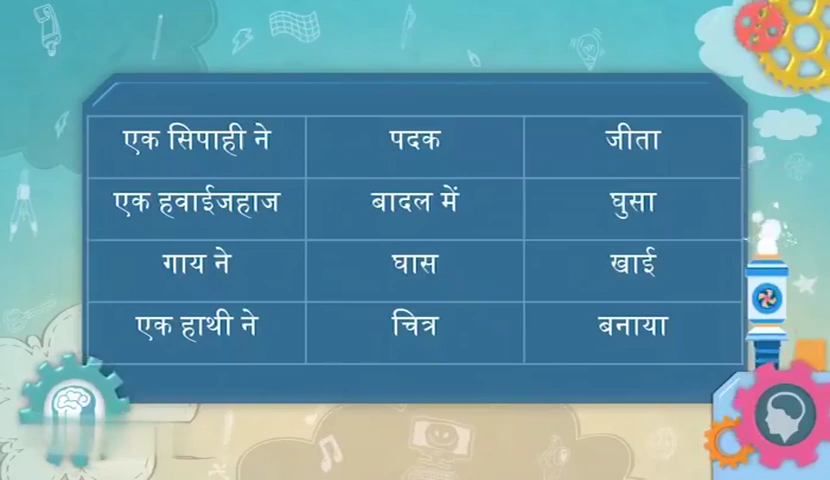 एक सिपाही ने पदक जीता
एक हवाईजहाज बादल में घुसा
गाय ने घास खाई
एक हाथी ने चित्र बनाया